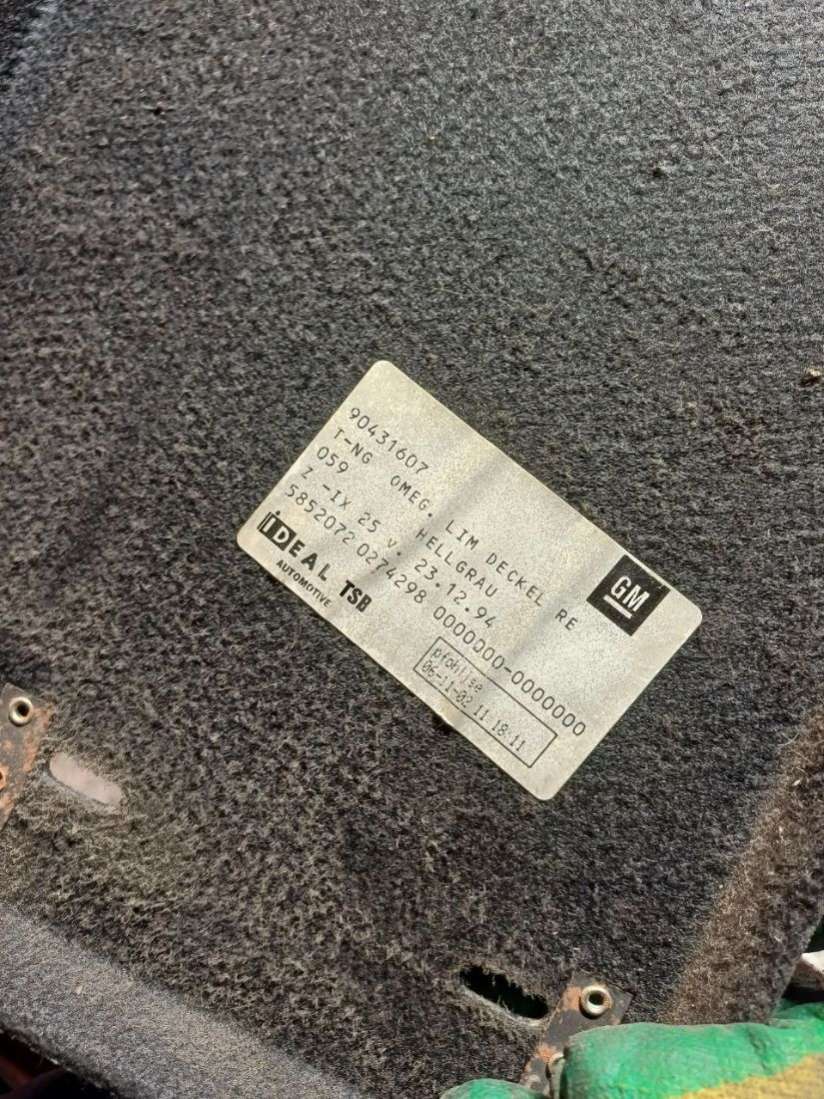 90431607
T-NG OMEG. LIM DECKEL RE
059 HELLGRAU
Z -IX 25 v. 23.12.94
5852072 0274298 0000000-0000000
IDEAL TSB
AUTOMOTIVE
GM
06-11-02 11:18:11